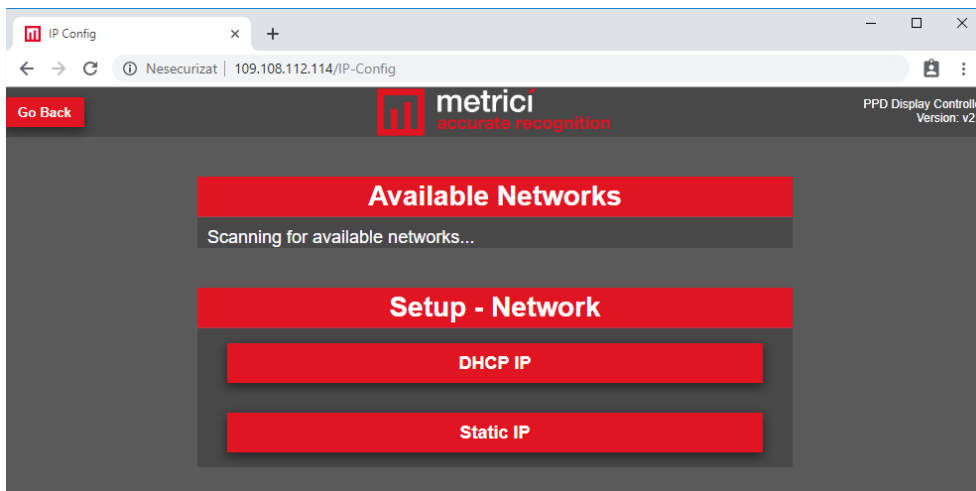 IP Config
Nesecurizat | 109.108.112.114/IP-Config
Go Back
metrici
accurate recognition
PPD Display Controlle
Version: v2
Available Networks
Scanning for available networks...
Setup - Network
DHCP IP
Static IP